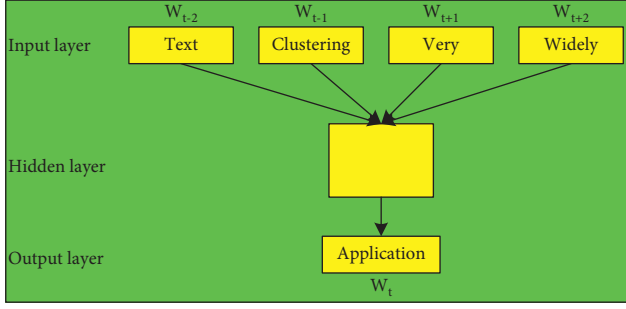 W_{t-2} W_{t-1} W_{t+1} W_{t+2}
Input layer Text Clustering Very Widely
Hidden layer
Output layer Application
W_t